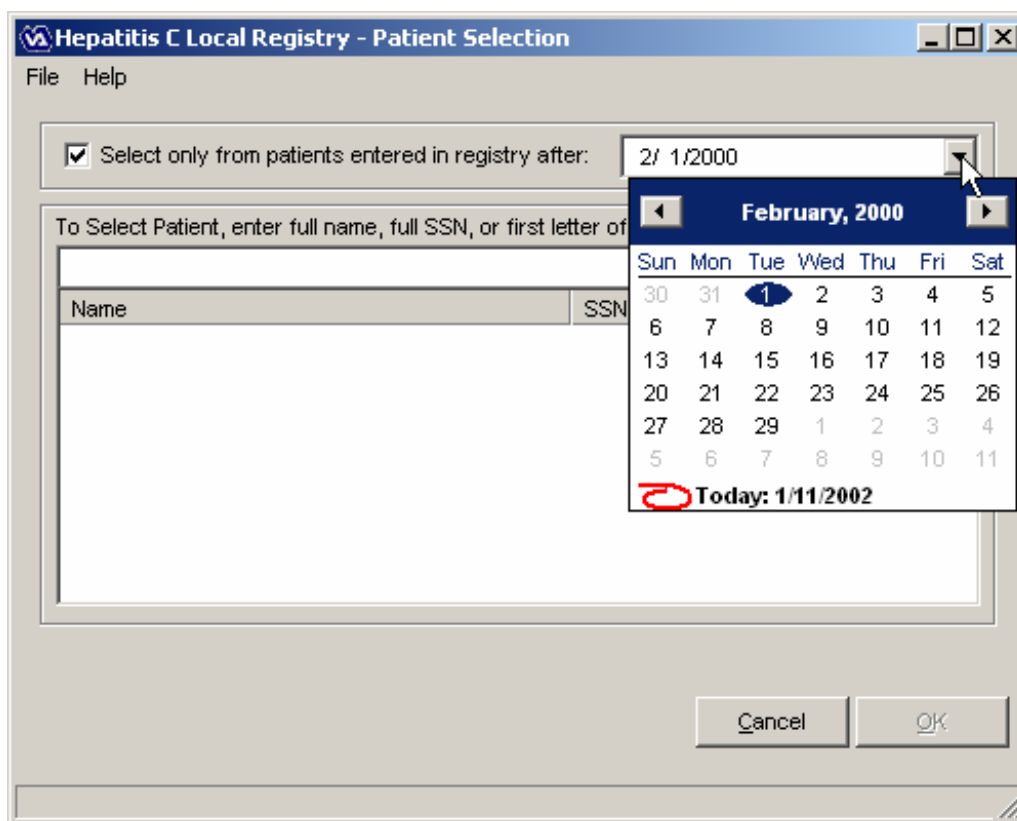 Hepatitis C Local Registry - Patient Selection
File Help
Select only from patients entered in registry after: 2/ 1/2000
February, 2000
To Select Patient, enter full name, full SSN, or first letter of
Sun Mon Tue Wed Thu Fri Sat
30 31 1 2 3 4 5
Name SSN
6 7 8 9 10 11 12
13 14 15 16 17 18 19
20 21 22 23 24 25 26
27 28 29 1 2 3 4
5 6 7 8 9 10 11
Today: 1/11/2002
Cancel OK